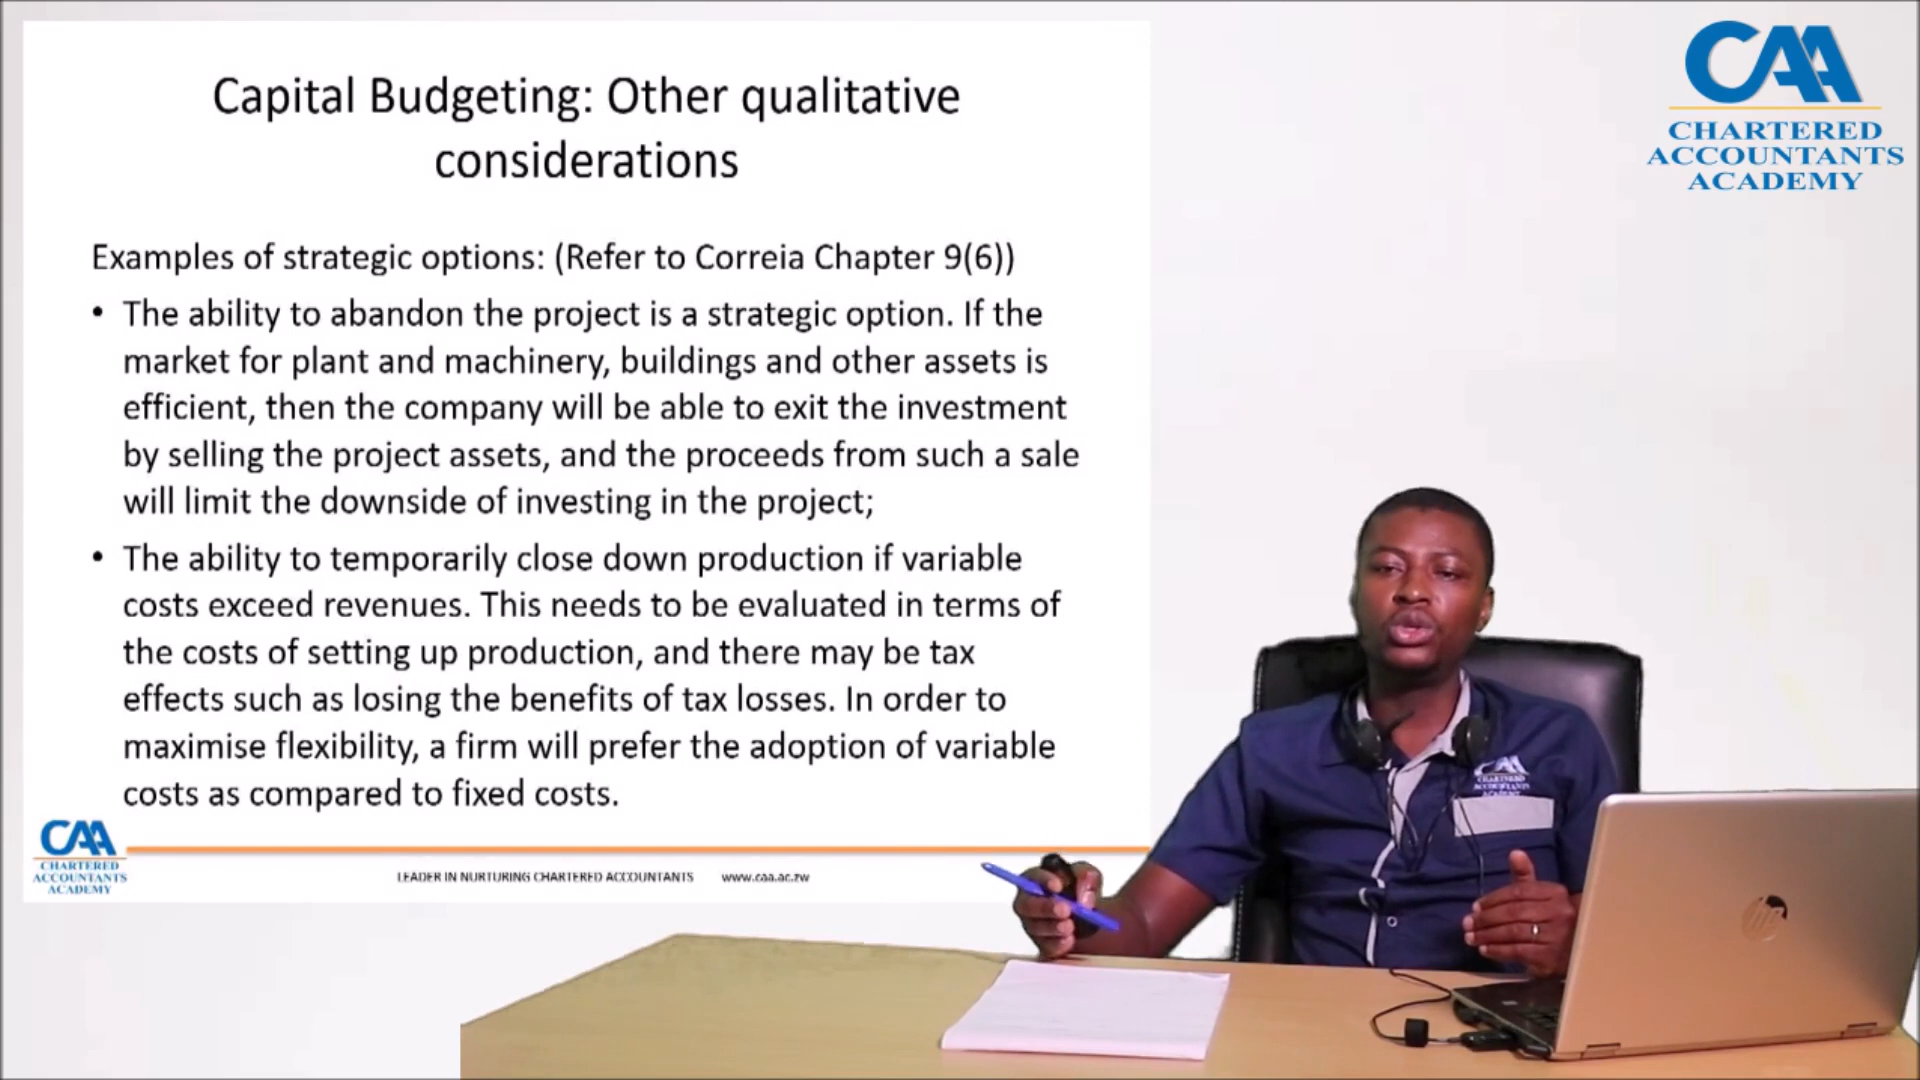 Capital Budgeting: Other qualitative
considerations
Examples of strategic options: (Refer to Correia Chapter 9(6))
• The ability to abandon the project is a strategic option. If the
market for plant and machinery, buildings and other assets is
efficient, then the company will be able to exit the investment
by selling the project assets, and the proceeds from such a sale
will limit the downside of investing in the project;
• The ability to temporarily close down production if variable
costs exceed revenues. This needs to be evaluated in terms of
the costs of setting up production, and there may be tax
effects such as losing the benefits of tax losses. In order to
maximise flexibility, a firm will prefer the adoption of variable
costs as compared to fixed costs.
CAA
CHARTERED
ACCOUNTANTS
ACADEMY
LEADER IN NURTURING CHARTERED ACCOUNTANTS www.caa.ac.zw
CAA
CHARTERED
ACCOUNTANTS
ACADEMY
CAA
CHARTERED
ACCOUNTANTS
ACADEMY
hp